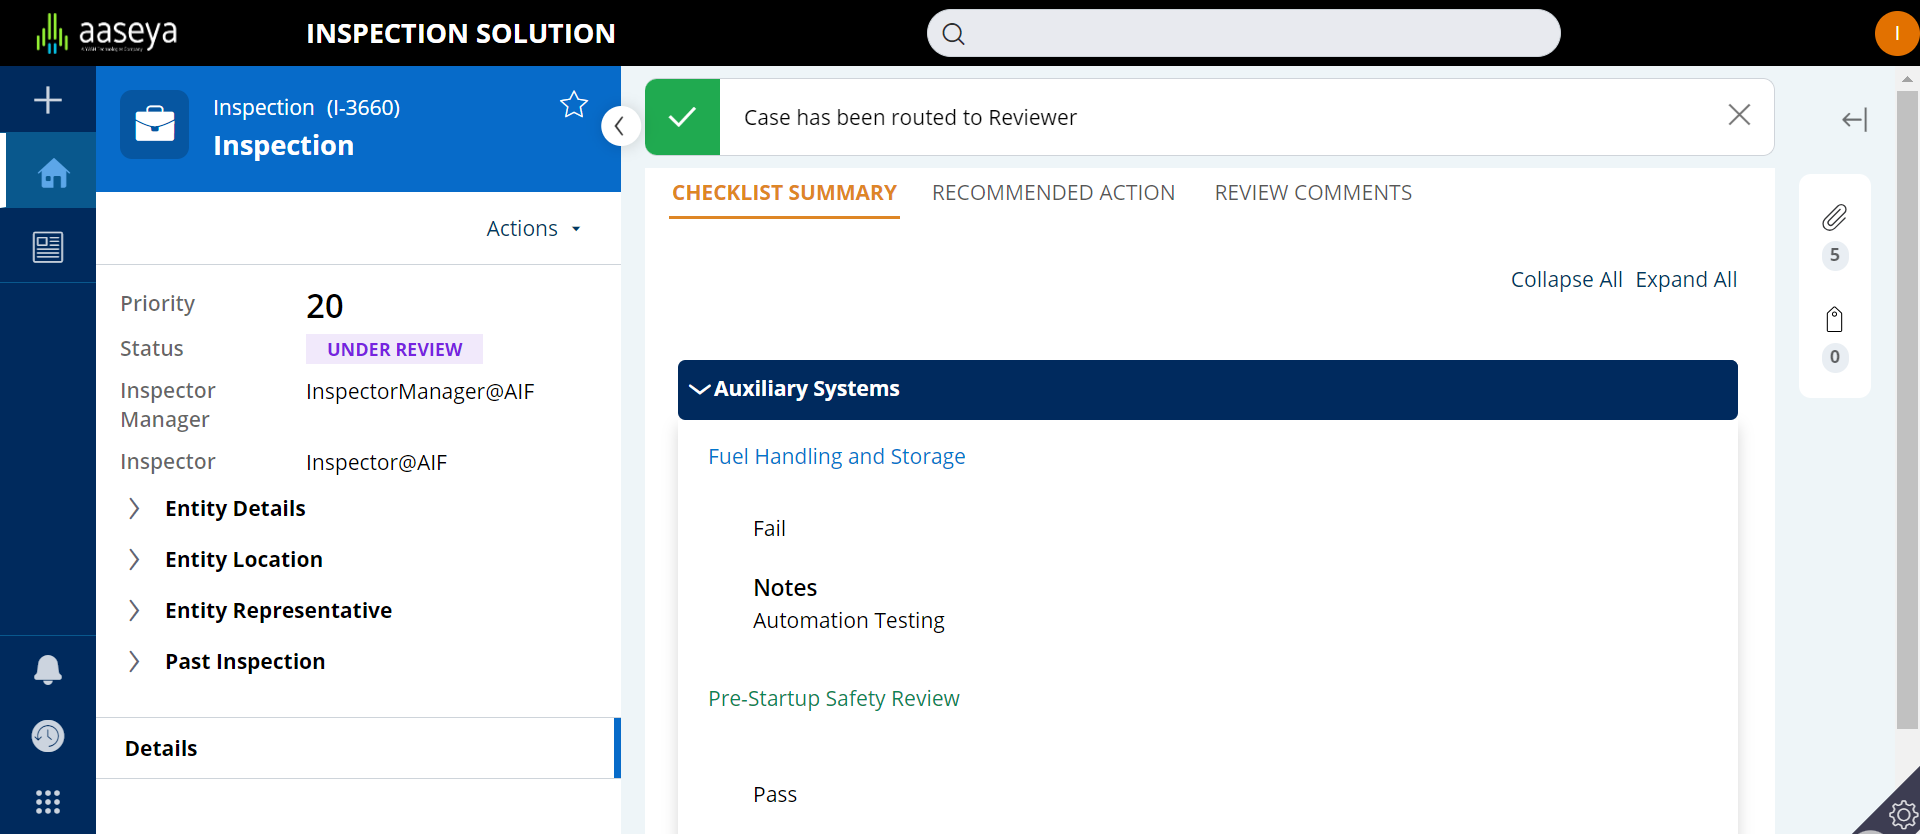 aaseya
INSPECTION SOLUTION
I
Inspection (I-3660)
Inspection
Actions
Priority 20
Status UNDER REVIEW
Inspector Manager InspectorManager@AIF
Inspector Inspector@AIF
Entity Details
Entity Location
Entity Representative
Past Inspection
Details
Case has been routed to Reviewer
CHECKLIST SUMMARY RECOMMENDED ACTION REVIEW COMMENTS
Collapse All Expand All
Auxiliary Systems
Fuel Handling and Storage
Fail
Notes
Automation Testing
Pre-Startup Safety Review
Pass
5
0